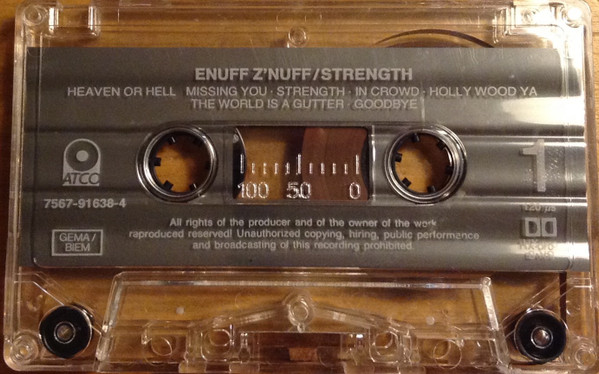 ENUFF Z'NUFF/STRENGTH
HEAVEN OR HELL MISSING YOU · STRENGTH · IN CROWD · HOLLY WOOD YA
THE WORLD IS A GUTTER · GOODBYE
ATCO
7567-91638-4
GEMA/
BIEM
100 50 0
1
120 µs
All rights of the producer and of the owner of the work
raproduced reserved! Unauthorized copying, hiring, public performance
and broadcasting of this recording prohibited.